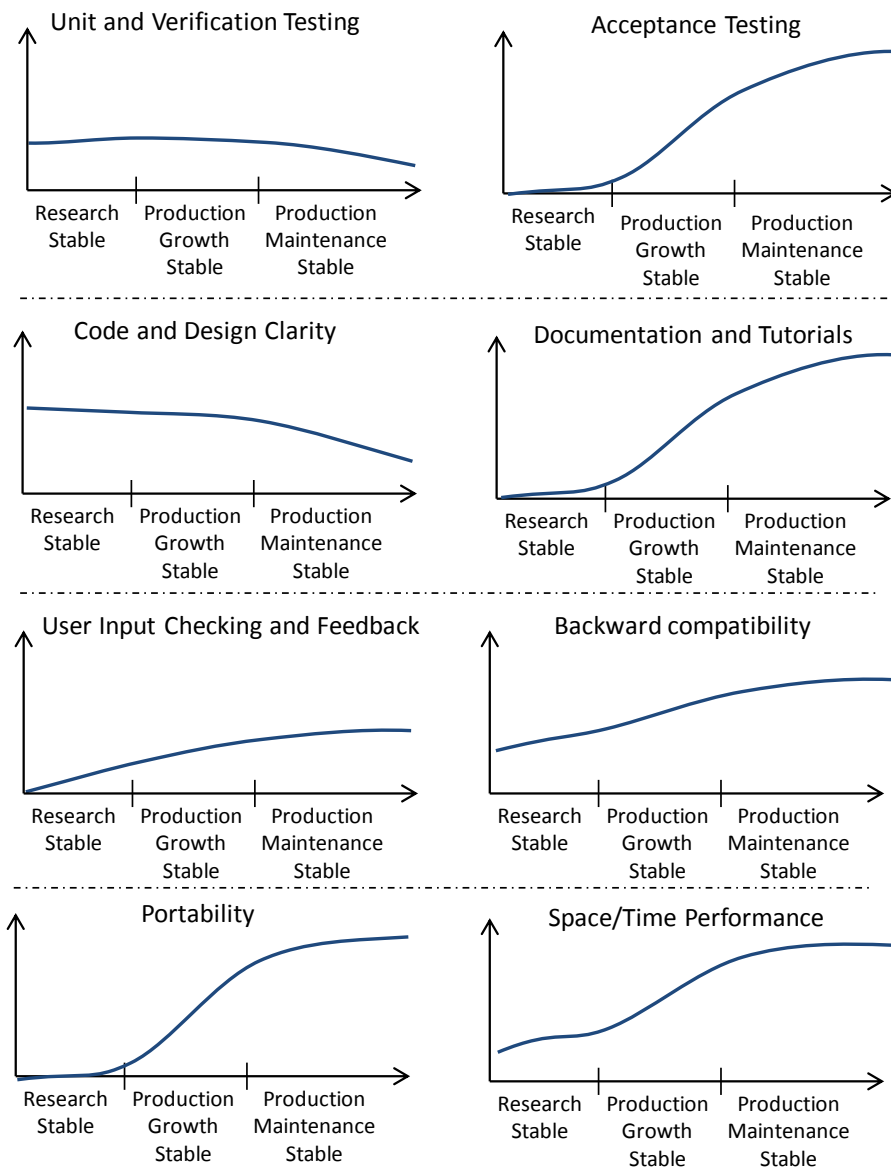 Unit and Verification Testing
Research
Stable
Production
Growth
Stable
Production
Maintenance
Stable
Acceptance Testing
Research
Stable
Production
Growth
Stable
Production
Maintenance
Stable
Code and Design Clarity
Research
Stable
Production
Growth
Stable
Production
Maintenance
Stable
Documentation and Tutorials
Research
Stable
Production
Growth
Stable
Production
Maintenance
Stable
User Input Checking and Feedback
Research
Stable
Production
Growth
Stable
Production
Maintenance
Stable
Backward compatibility
Research
Stable
Production
Growth
Stable
Production
Maintenance
Stable
Portability
Research
Stable
Production
Growth
Stable
Production
Maintenance
Stable
Space/Time Performance
Research
Stable
Production
Growth
Stable
Production
Maintenance
Stable